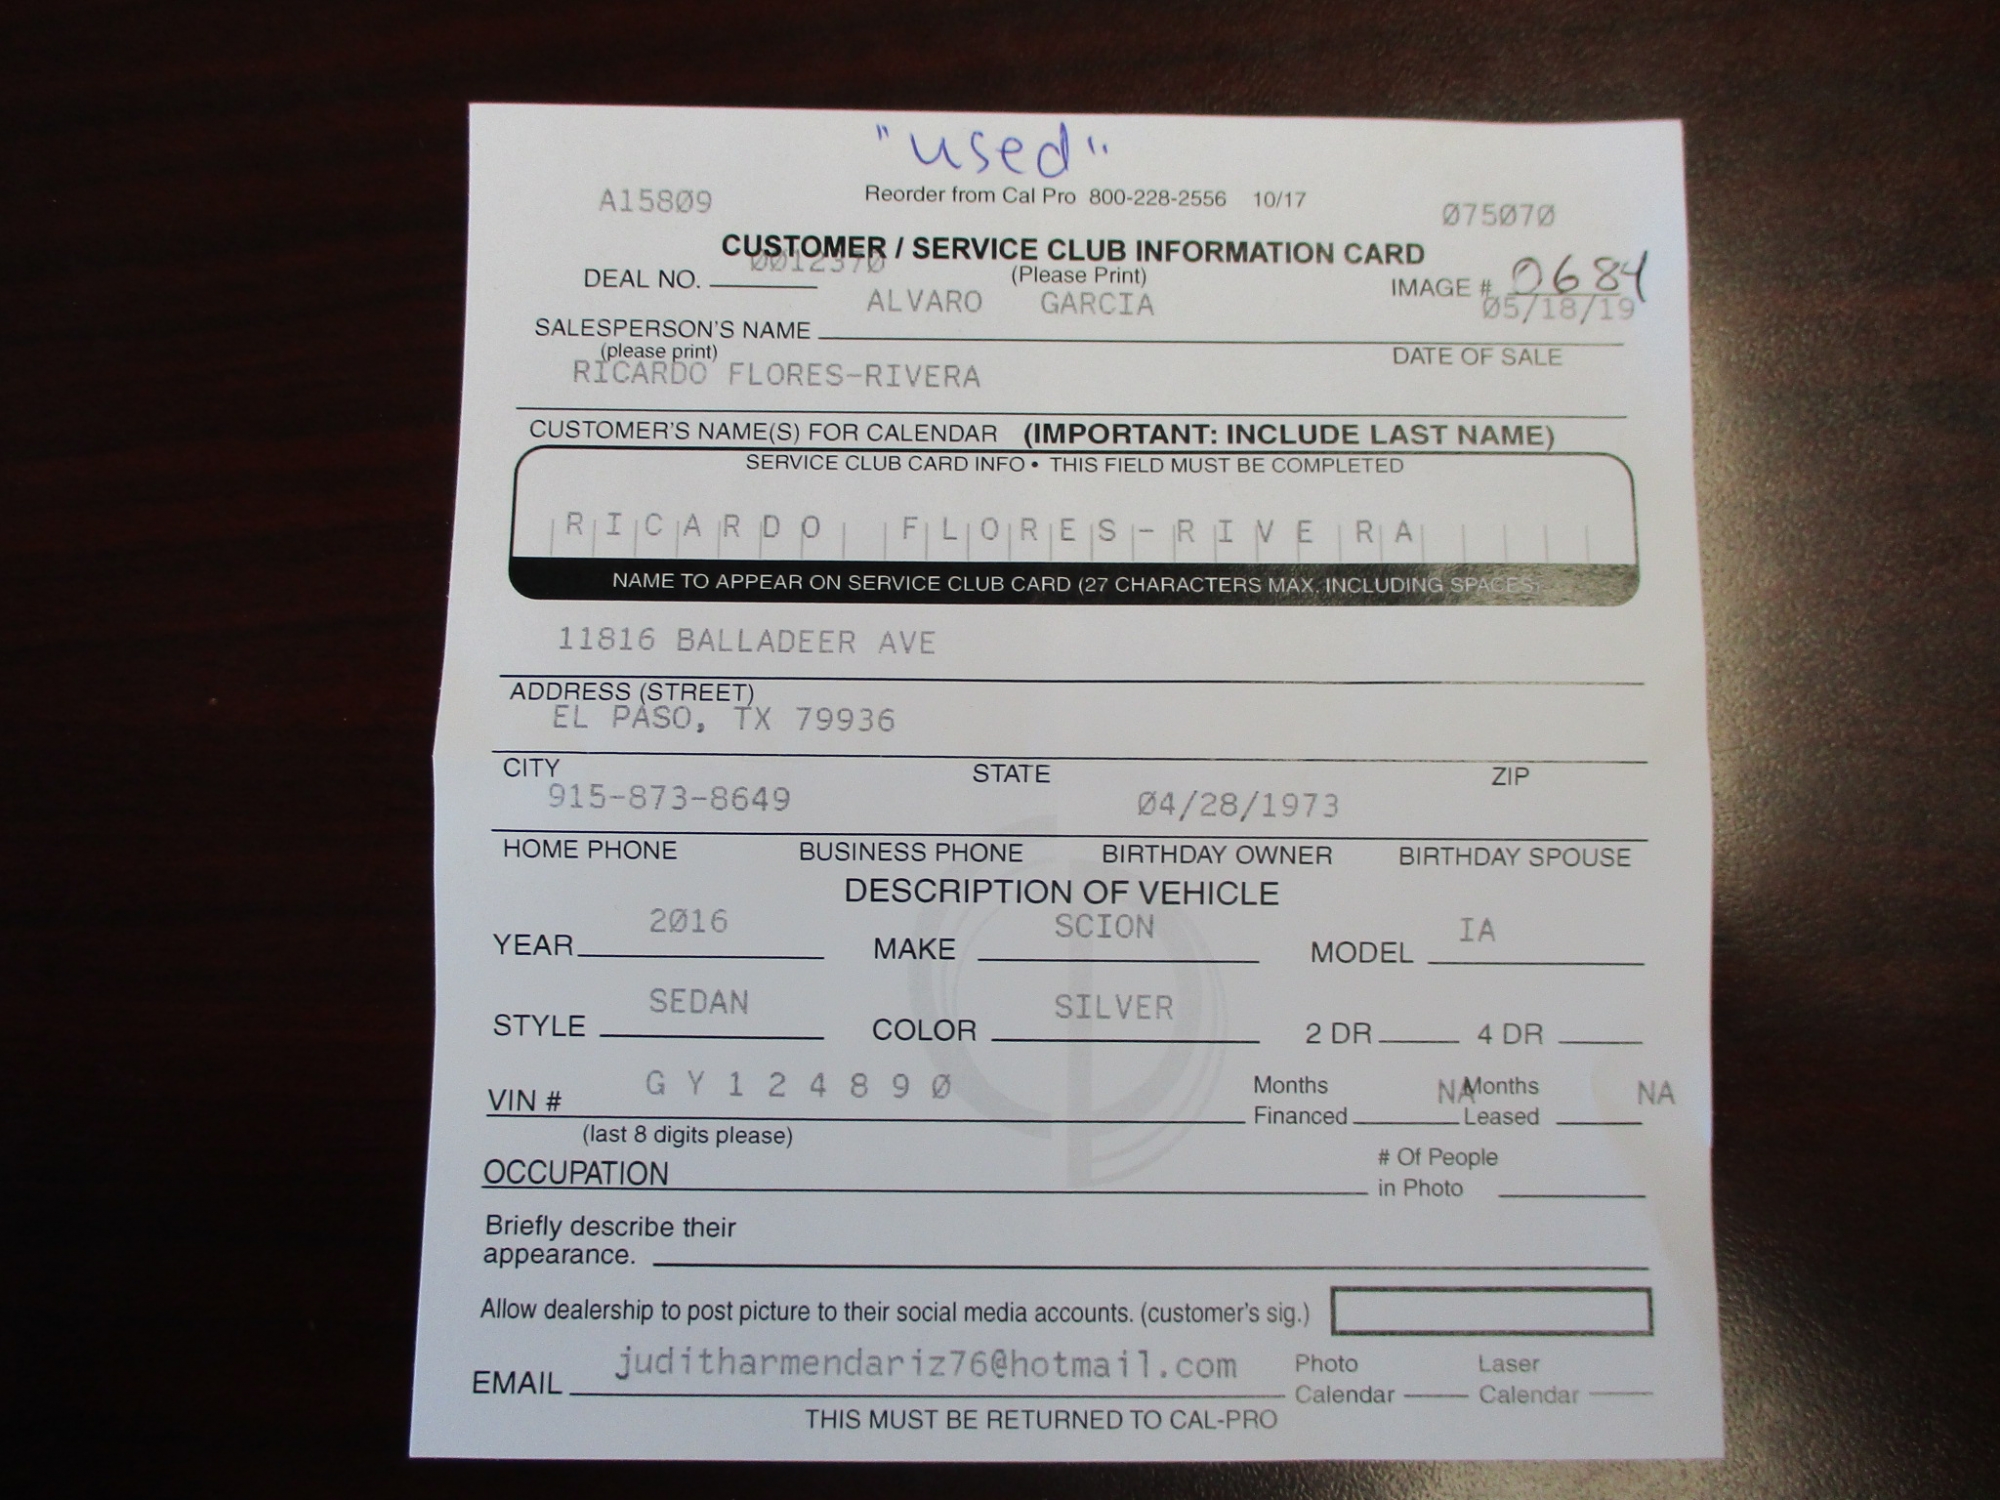 "used"
A15809 Reorder from Cal Pro 800-228-2556 10/17 075070
CUSTOMER / SERVICE CLUB INFORMATION CARD
DEAL NO. 0012370 (Please Print) IMAGE # 0684
SALESPERSON'S NAME ALVARO GARCIA 05/18/19
(please print) DATE OF SALE
RICARDO FLORES-RIVERA
CUSTOMER'S NAME(S) FOR CALENDAR (IMPORTANT: INCLUDE LAST NAME)
SERVICE CLUB CARD INFO • THIS FIELD MUST BE COMPLETED
RICARDO FLORES-RIVERA
NAME TO APPEAR ON SERVICE CLUB CARD (27 CHARACTERS MAX. INCLUDING SPACES)
11816 BALLADEER AVE
ADDRESS (STREET)
EL PASO, TX 79936
CITY STATE ZIP
915-873-8649 04/28/1973
HOME PHONE BUSINESS PHONE BIRTHDAY OWNER BIRTHDAY SPOUSE
DESCRIPTION OF VEHICLE
YEAR 2016 MAKE SCION MODEL IA
STYLE SEDAN COLOR SILVER 2 DR 4 DR
VIN # G Y 1 2 4 8 9 0 Months Financed NA Months Leased NA
(last 8 digits please)
OCCUPATION # Of People in Photo
Briefly describe their
appearance.
Allow dealership to post picture to their social media accounts. (customer's sig.)
EMAIL juditharmendariz76@hotmail.com Photo Calendar Laser Calendar
THIS MUST BE RETURNED TO CAL-PRO